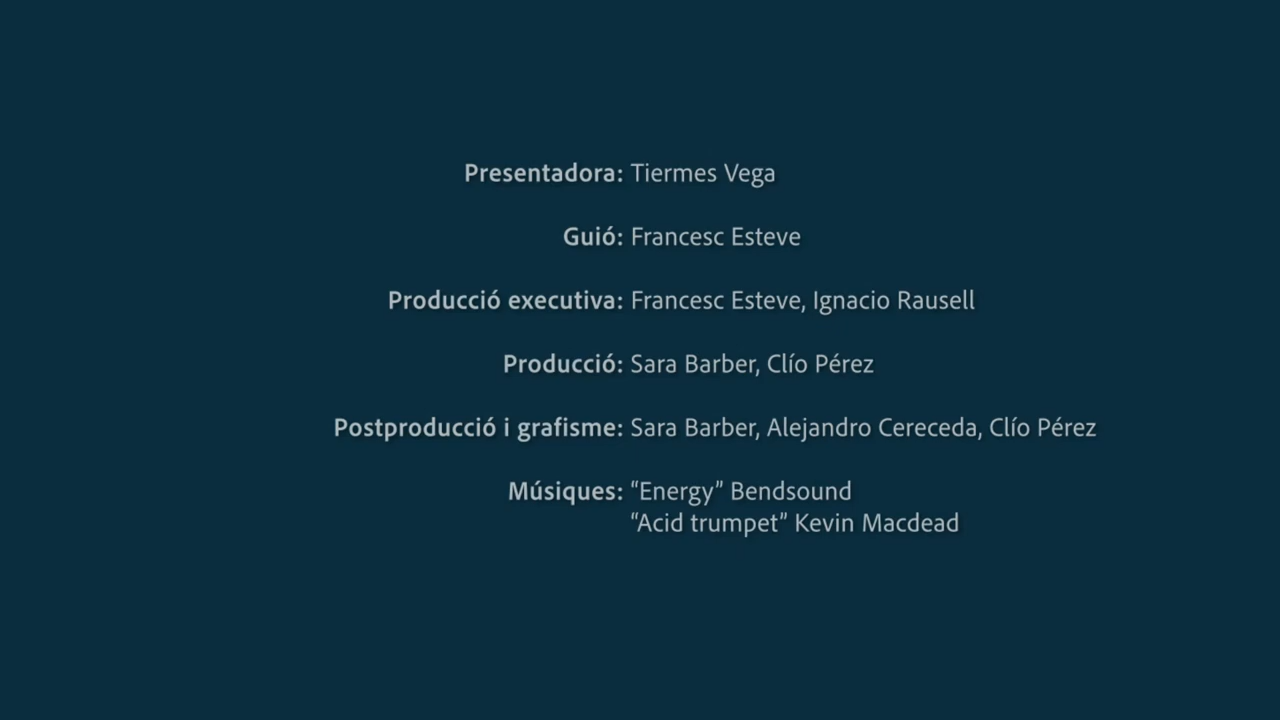 Presentadora: Tiermes Vega
Guió: Francesc Esteve
Producció executiva: Francesc Esteve, Ignacio Rausell
Producció: Sara Barber, Clío Pérez
Postproducció i grafisme: Sara Barber, Alejandro Cereceda, Clío Pérez
Músiques: “Energy” Bendsound
“Acid trumpet” Kevin Macdead